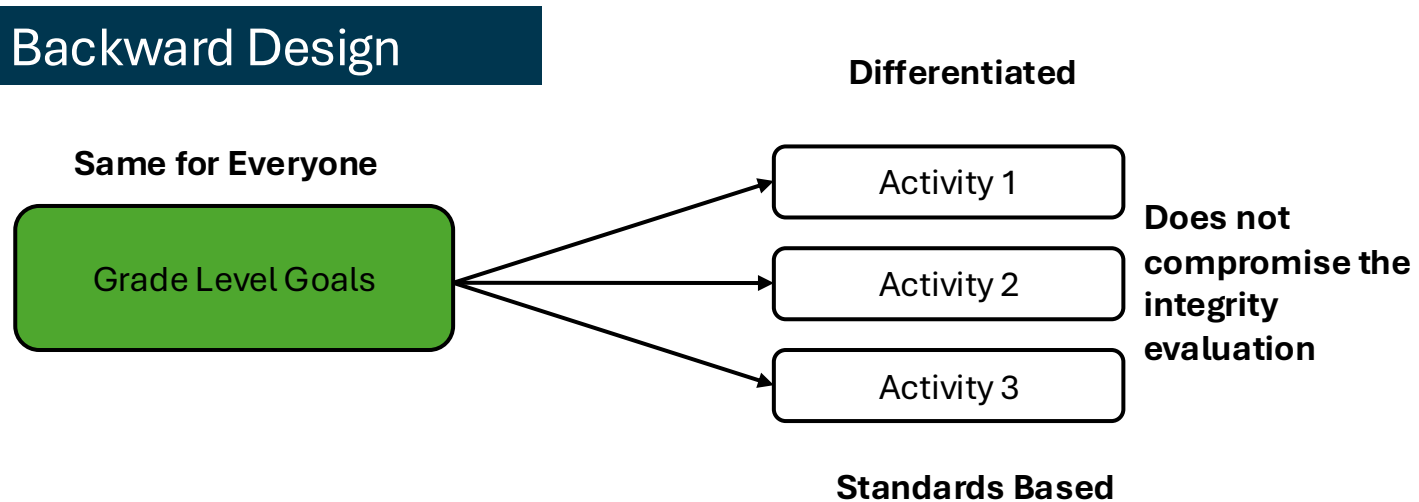 Backward Design
Differentiated
Same for Everyone
Grade Level Goals
Activity 1
Activity 2
Activity 3
Does not
compromise the
integrity
evaluation
Standards Based